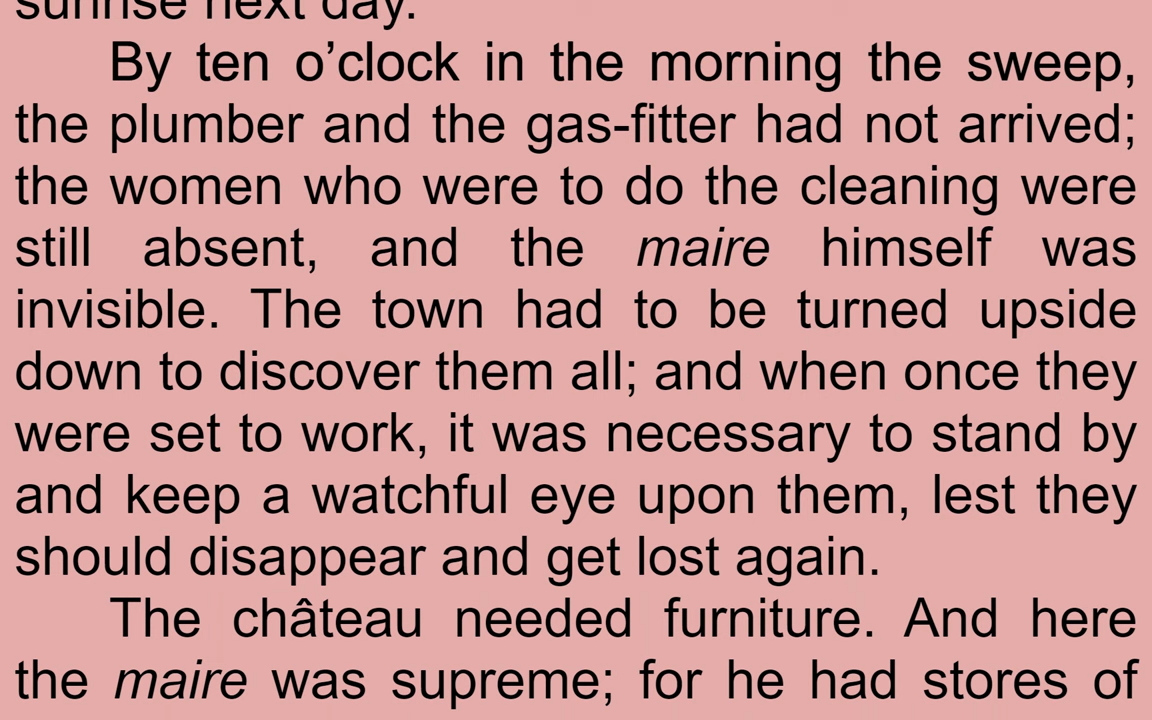 sunrise next day.
By ten o’clock in the morning the sweep,
the plumber and the gas-fitter had not arrived;
the women who were to do the cleaning were
still absent, and the maire himself was
invisible. The town had to be turned upside
down to discover them all; and when once they
were set to work, it was necessary to stand by
and keep a watchful eye upon them, lest they
should disappear and get lost again.
The château needed furniture. And here
the maire was supreme; for he had stores of